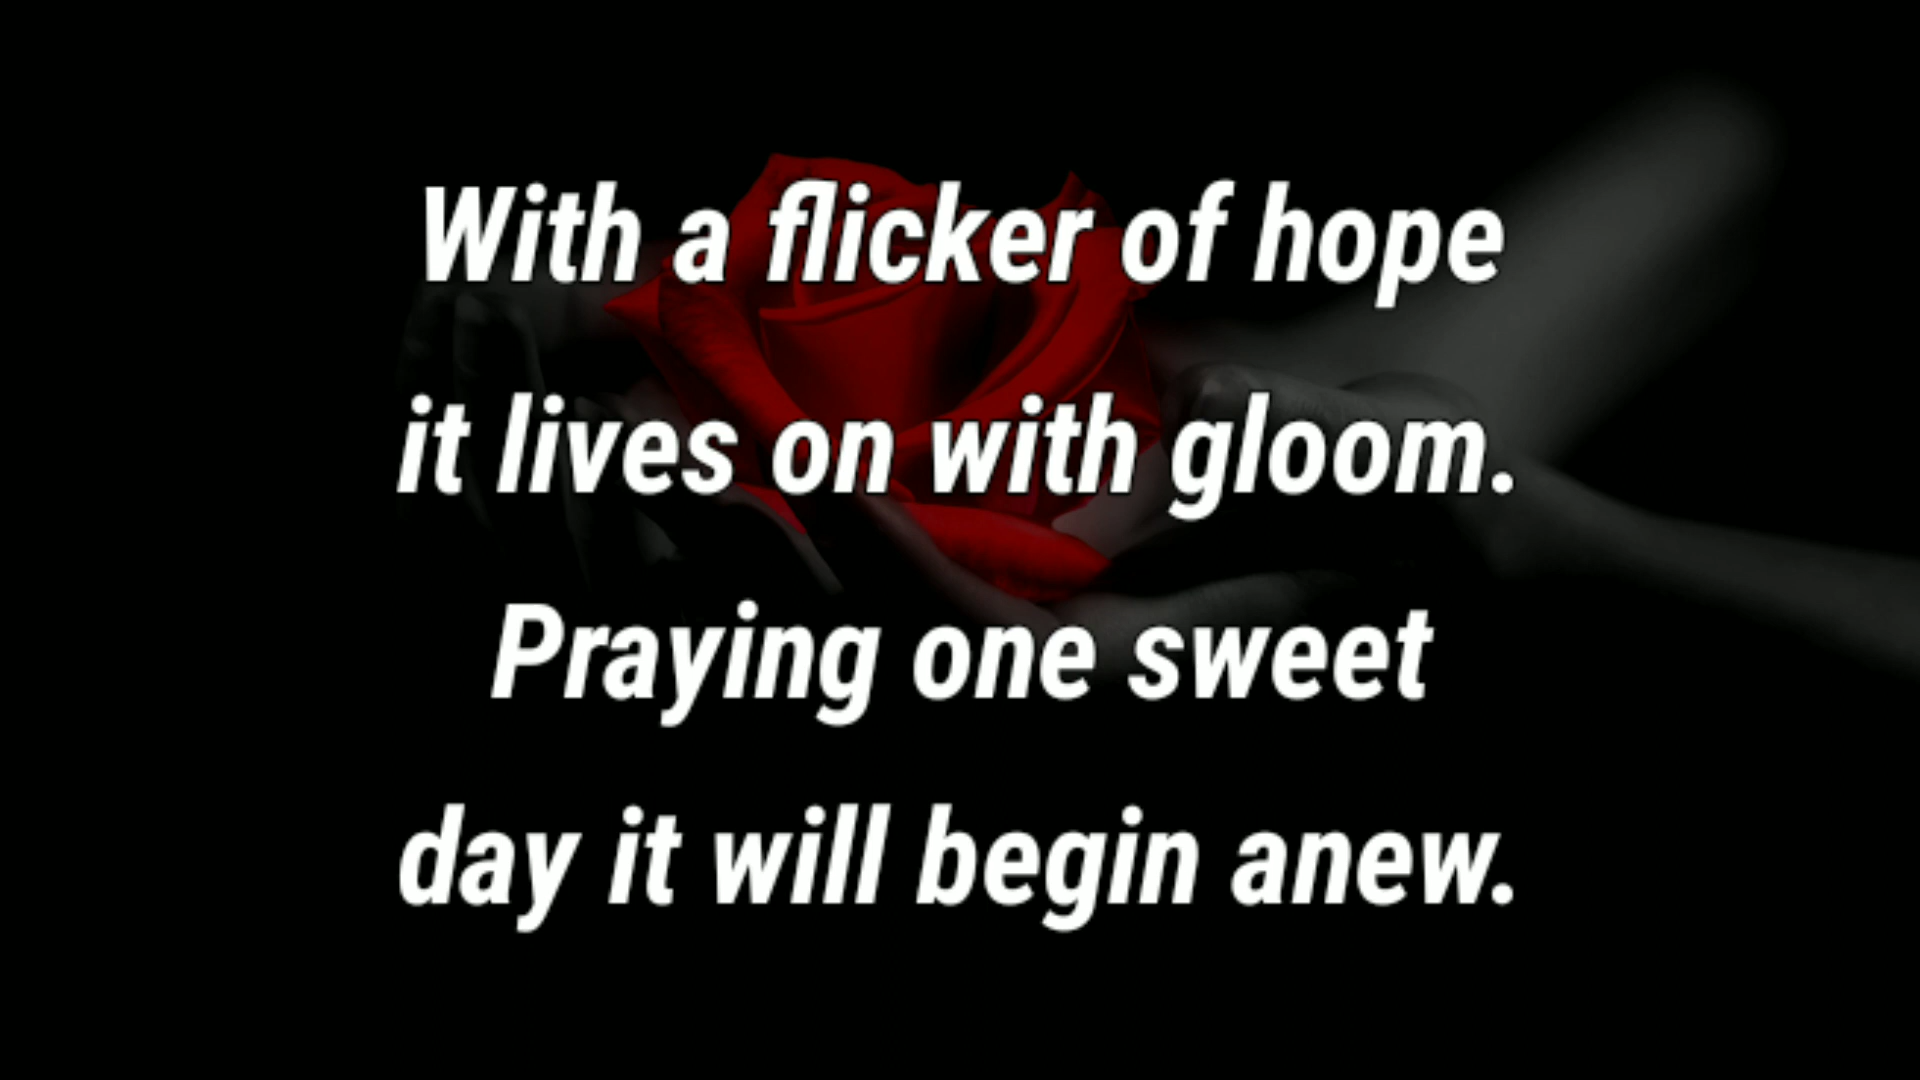 With a flicker of hope
it lives on with gloom.
Praying one sweet
day it will begin anew.